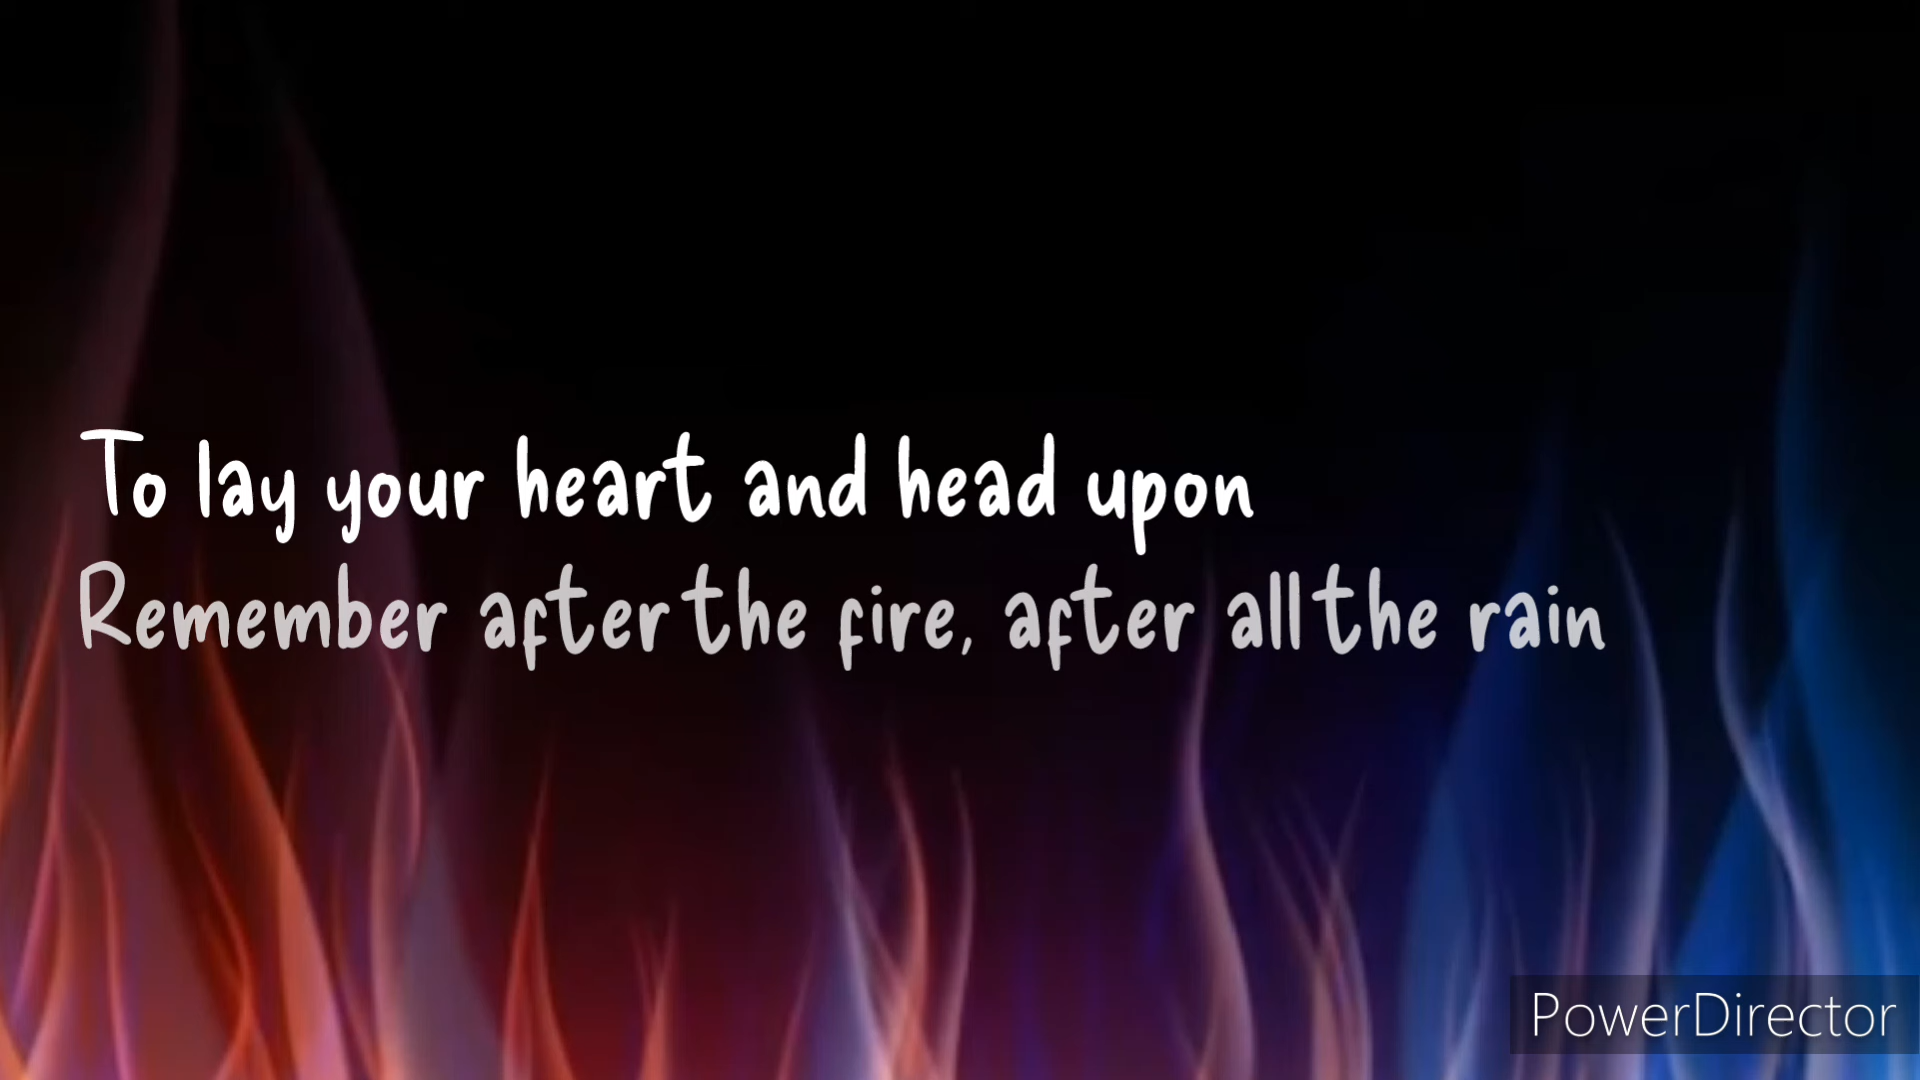 To lay your heart and head upon
Remember after the fire, after all the rain
PowerDirector